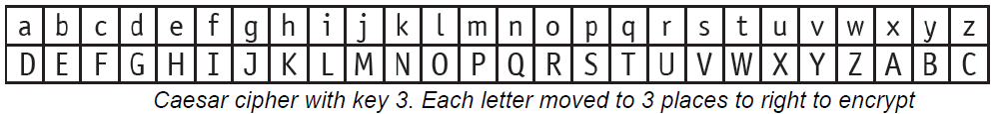 a b c d e f g h i j k l m n o p q r s t u v w x y z
D E F G H I J K L M N O P Q R S T U V W X Y Z A B C
Caesar cipher with key 3. Each letter moved to 3 places to right to encrypt